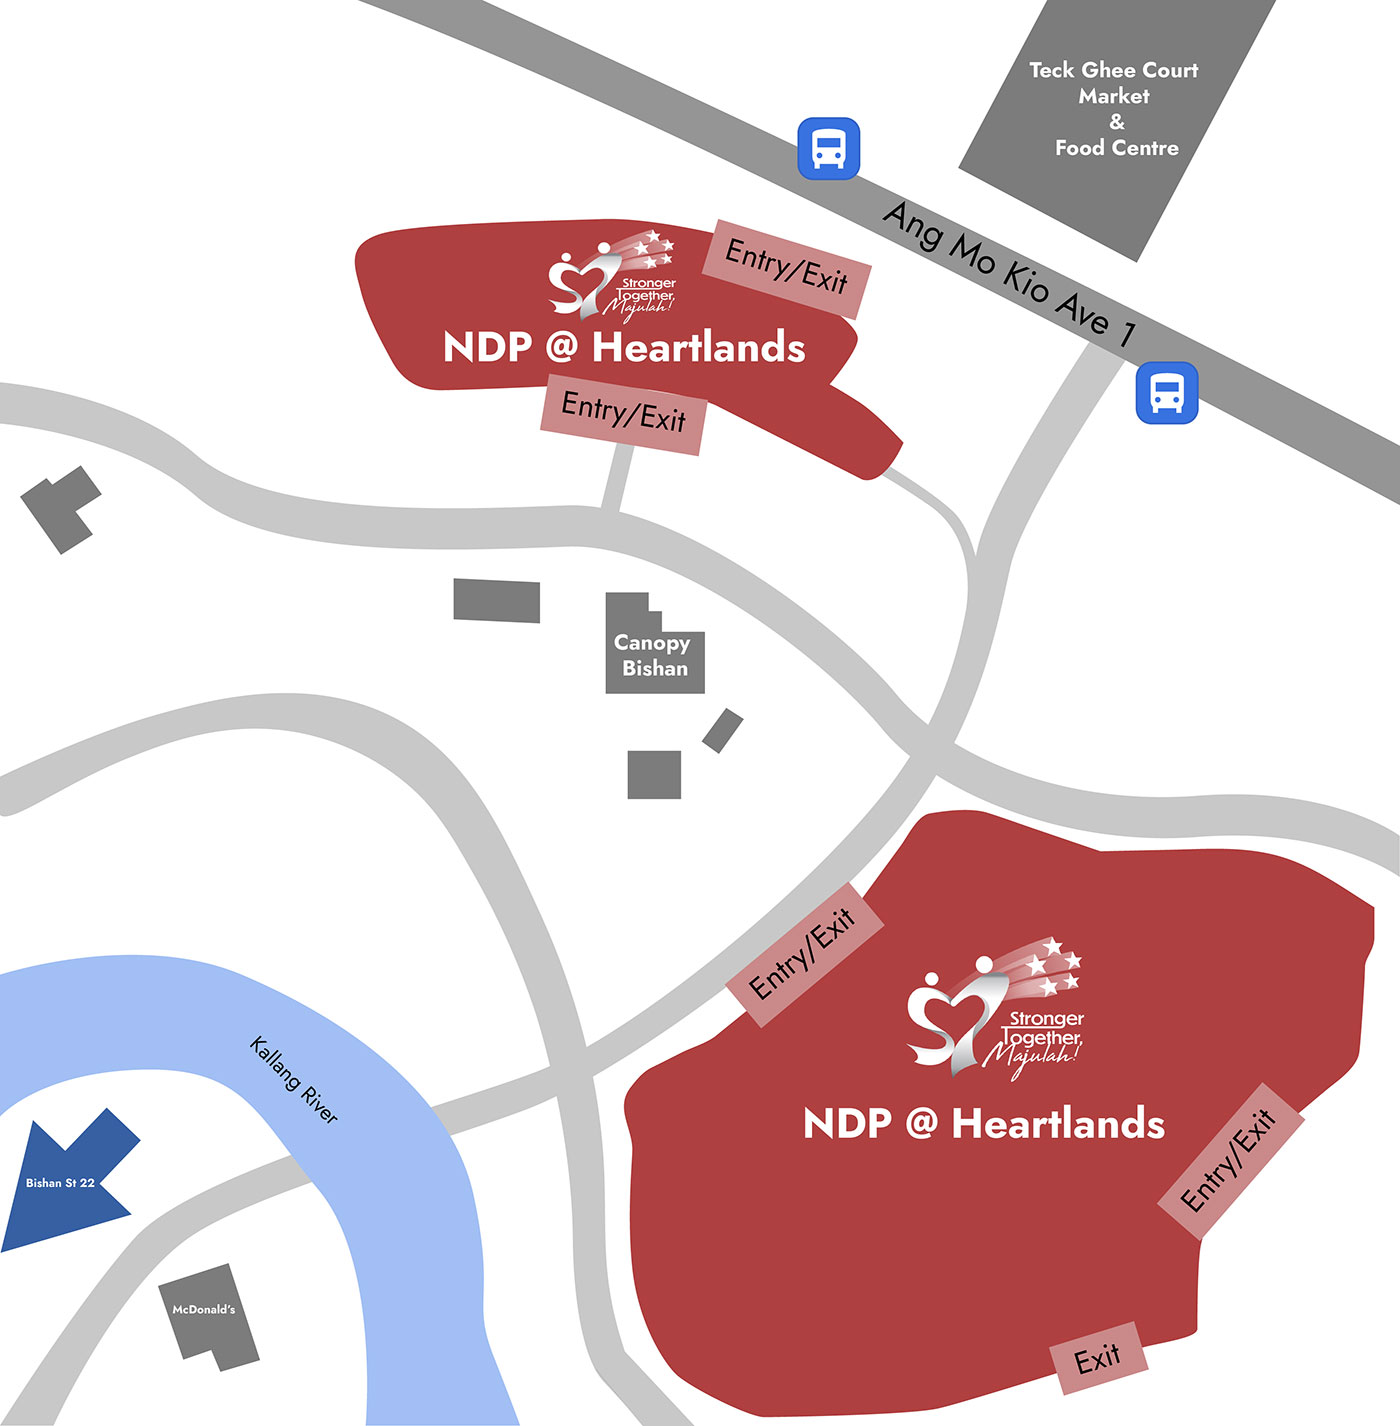 Teck Ghee Court
Market
&
Food Centre
Ang Mo Kio Ave 1
Entry/Exit
Stronger
Together,
Majulah!
NDP @ Heartlands
Entry/Exit
Canopy
Bishan
Entry/Exit
Stronger
Together,
Majulah!
NDP @ Heartlands
Kallang River
Entry/Exit
Bishan St 22
McDonald's
Exit